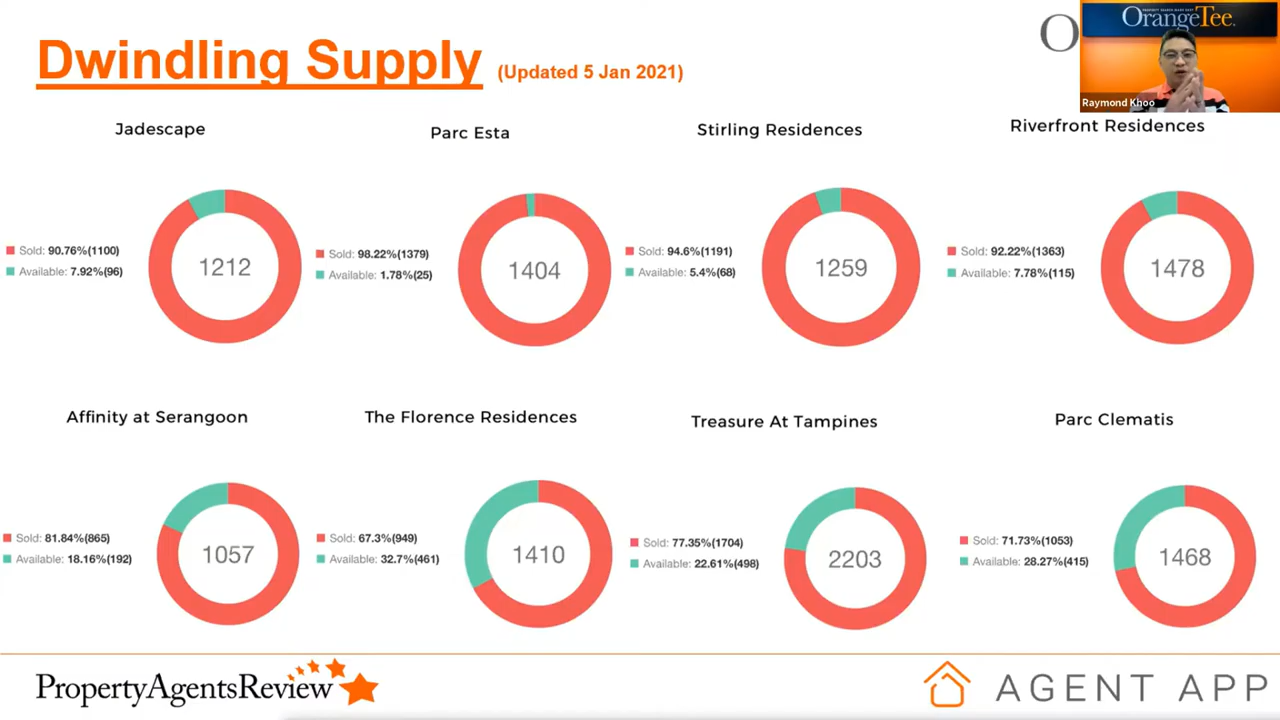 Dwindling Supply (Updated 5 Jan 2021)
O
OrangeTee
Raymond Khoo
Jadescape
Sold: 90.76%(1100)
Available: 7.92%(96)
1212
Parc Esta
Sold: 98.22%(1379)
Available: 1.78%(25)
1404
Stirling Residences
Sold: 94.6%(1191)
Available: 5.4%(68)
1259
Riverfront Residences
Sold: 92.22%(1363)
Available: 7.78%(115)
1478
Affinity at Serangoon
Sold: 81.84%(865)
Available: 18.16%(192)
1057
The Florence Residences
Sold: 67.3%(949)
Available: 32.7%(461)
1410
Treasure At Tampines
Sold: 77.35%(1704)
Available: 22.61%(498)
2203
Parc Clematis
Sold: 71.73%(1053)
Available: 28.27%(415)
1468
PropertyAgentsReview
AGENT APP